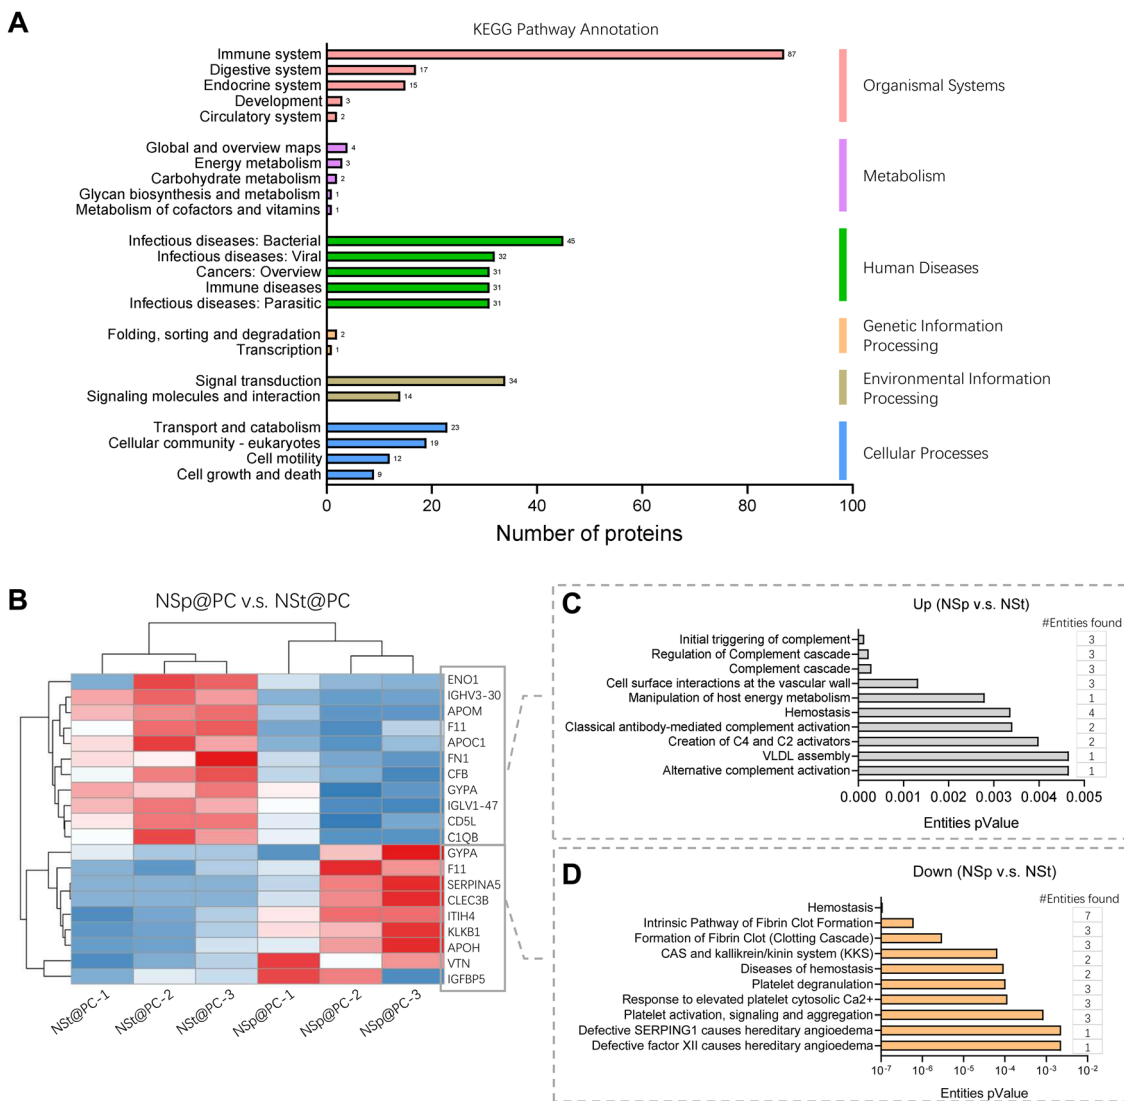 A
KEGG Pathway Annotation
Immune system 87
Digestive system 17
Endocrine system 15
Development 3
Circulatory system 2
Organismal Systems
Global and overview maps 4
Energy metabolism 3
Carbohydrate metabolism 2
Glycan biosynthesis and metabolism 1
Metabolism of cofactors and vitamins 1
Metabolism
Infectious diseases: Bacterial 45
Infectious diseases: Viral 32
Cancers: Overview 31
Immune diseases 31
Infectious diseases: Parasitic 31
Human Diseases
Folding, sorting and degradation 2
Transcription 1
Genetic Information
Processing
Signal transduction 34
Signaling molecules and interaction 14
Environmental Information
Processing
Transport and catabolism 23
Cellular community - eukaryotes 19
Cell motility 12
Cell growth and death 9
Cellular Processes
0 20 40 60 80 100
Number of proteins
B
NSp@PC v.s. NSt@PC
ENO1
IGHV3-30
APOM
F11
APOC1
FN1
CFB
GYPA
IGLV1-47
CD5L
C1QB
GYPA
F11
SERPINA5
CLEC3B
ITIH4
KLKB1
APOH
VTN
IGFBP5
NSt@PC-1 NSt@PC-2 NSt@PC-3 NSp@PC-1 NSp@PC-2 NSp@PC-3
C
Up (NSp v.s. NSt)
#Entities found
Initial triggering of complement 3
Regulation of Complement cascade 3
Complement cascade 3
Cell surface interactions at the vascular wall 3
Manipulation of host energy metabolism 1
Hemostasis 4
Classical antibody-mediated complement activation 2
Creation of C4 and C2 activators 2
VLDL assembly 1
Alternative complement activation 1
0.000 0.001 0.002 0.003 0.004 0.005
Entities pValue
D
Down (NSp v.s. NSt)
#Entities found
Hemostasis 7
Intrinsic Pathway of Fibrin Clot Formation 3
Formation of Fibrin Clot (Clotting Cascade) 3
CAS and kallikrein/kinin system (KKS) 2
Diseases of hemostasis 2
Platelet degranulation 3
Response to elevated platelet cytosolic Ca2+ 3
Platelet activation, signaling and aggregation 3
Defective SERPING1 causes hereditary angioedema 1
Defective factor XII causes hereditary angioedema 1
10-7 10-6 10-5 10-4 10-3 10-2
Entities pValue